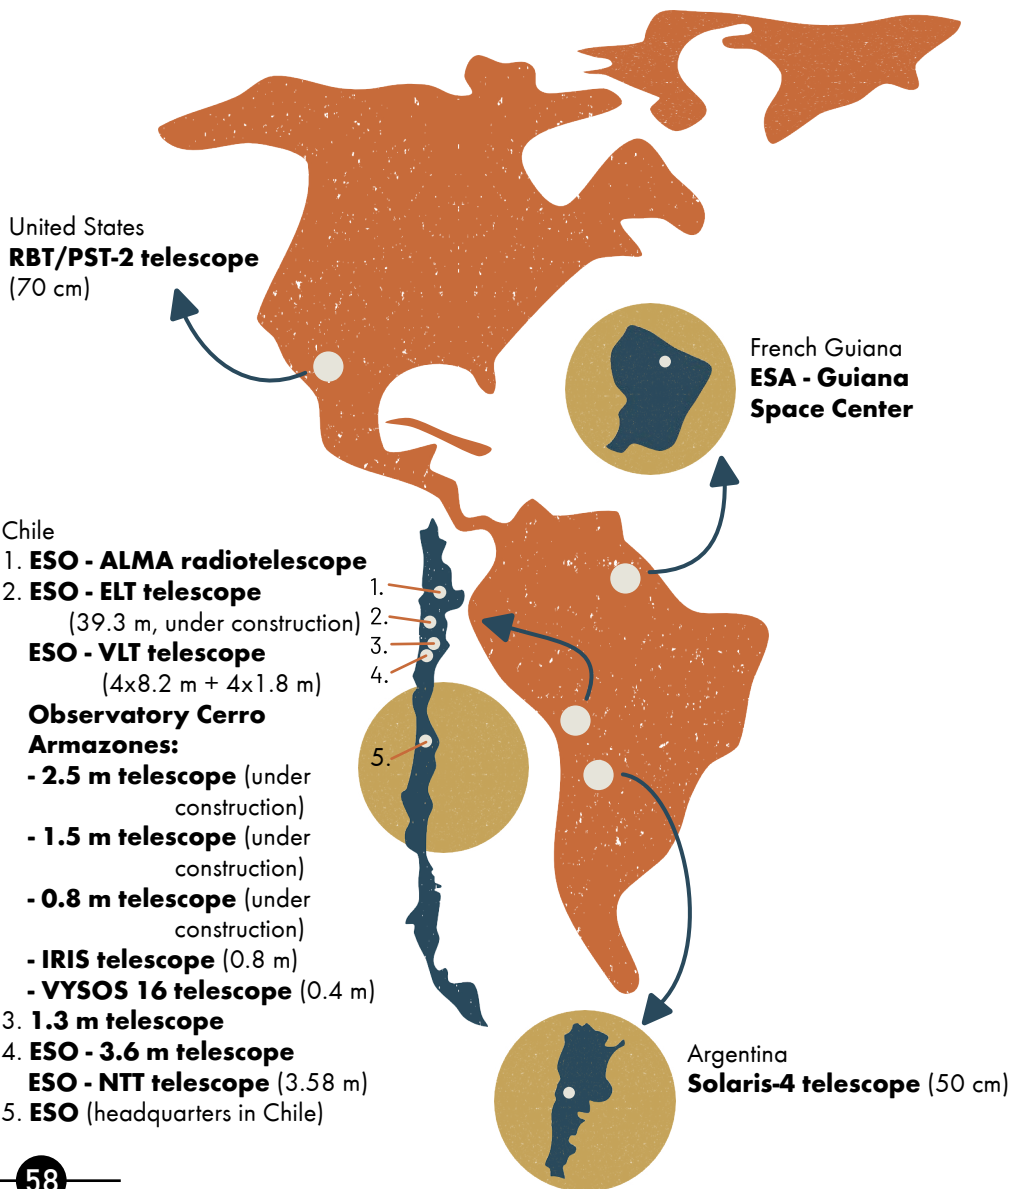 United States
RBT/PST-2 telescope
(70 cm)
French Guiana
ESA - Guiana
Space Center
Chile
1. ESO - ALMA radiotelescope
2. ESO - ELT telescope
(39.3 m, under construction)
ESO - VLT telescope
(4x8.2 m + 4x1.8 m)
Observatory Cerro
Armazones:
- 2.5 m telescope (under
construction)
- 1.5 m telescope (under
construction)
- 0.8 m telescope (under
construction)
- IRIS telescope (0.8 m)
- VYSOS 16 telescope (0.4 m)
3. 1.3 m telescope
4. ESO - 3.6 m telescope
ESO - NTT telescope (3.58 m)
5. ESO (headquarters in Chile)
1.
2.
3.
4.
5.
Argentina
Solaris-4 telescope (50 cm)
58